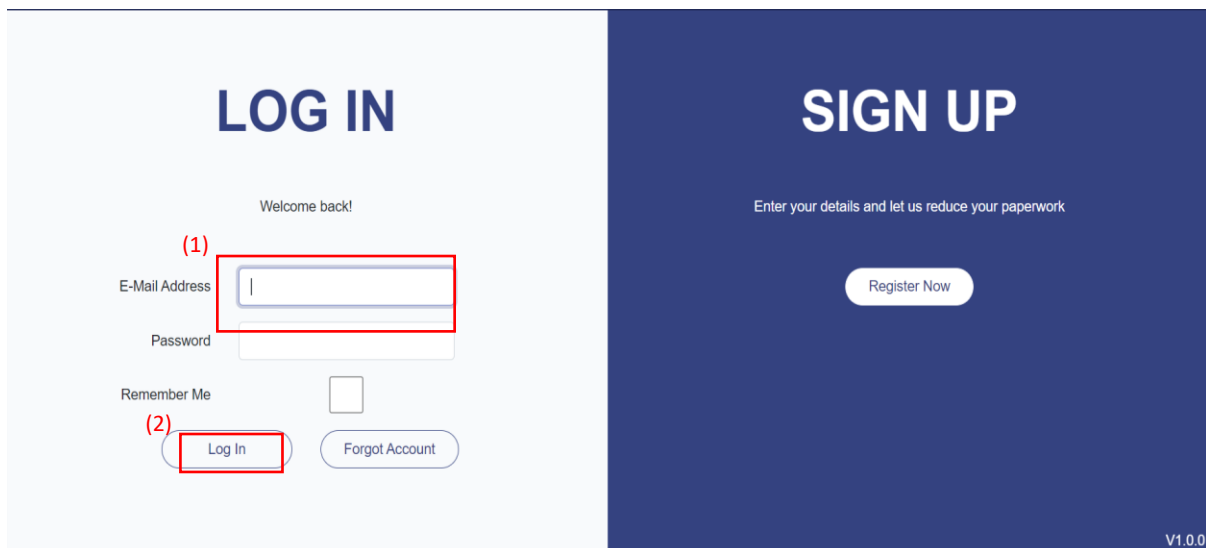 LOG IN
Welcome back!
(1)
E-Mail Address
Password
Remember Me
(2)
Log In
Forgot Account
SIGN UP
Enter your details and let us reduce your paperwork
Register Now
V1.0.0